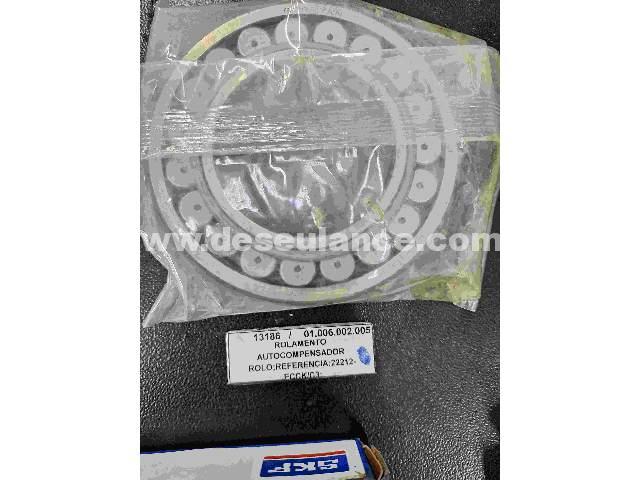 www.deseulance.com
13186 / 01.006.002.005
ROLAMENTO
AUTOCOMPENSADOR
ROLO;REFERENCIA:22212-
SKF